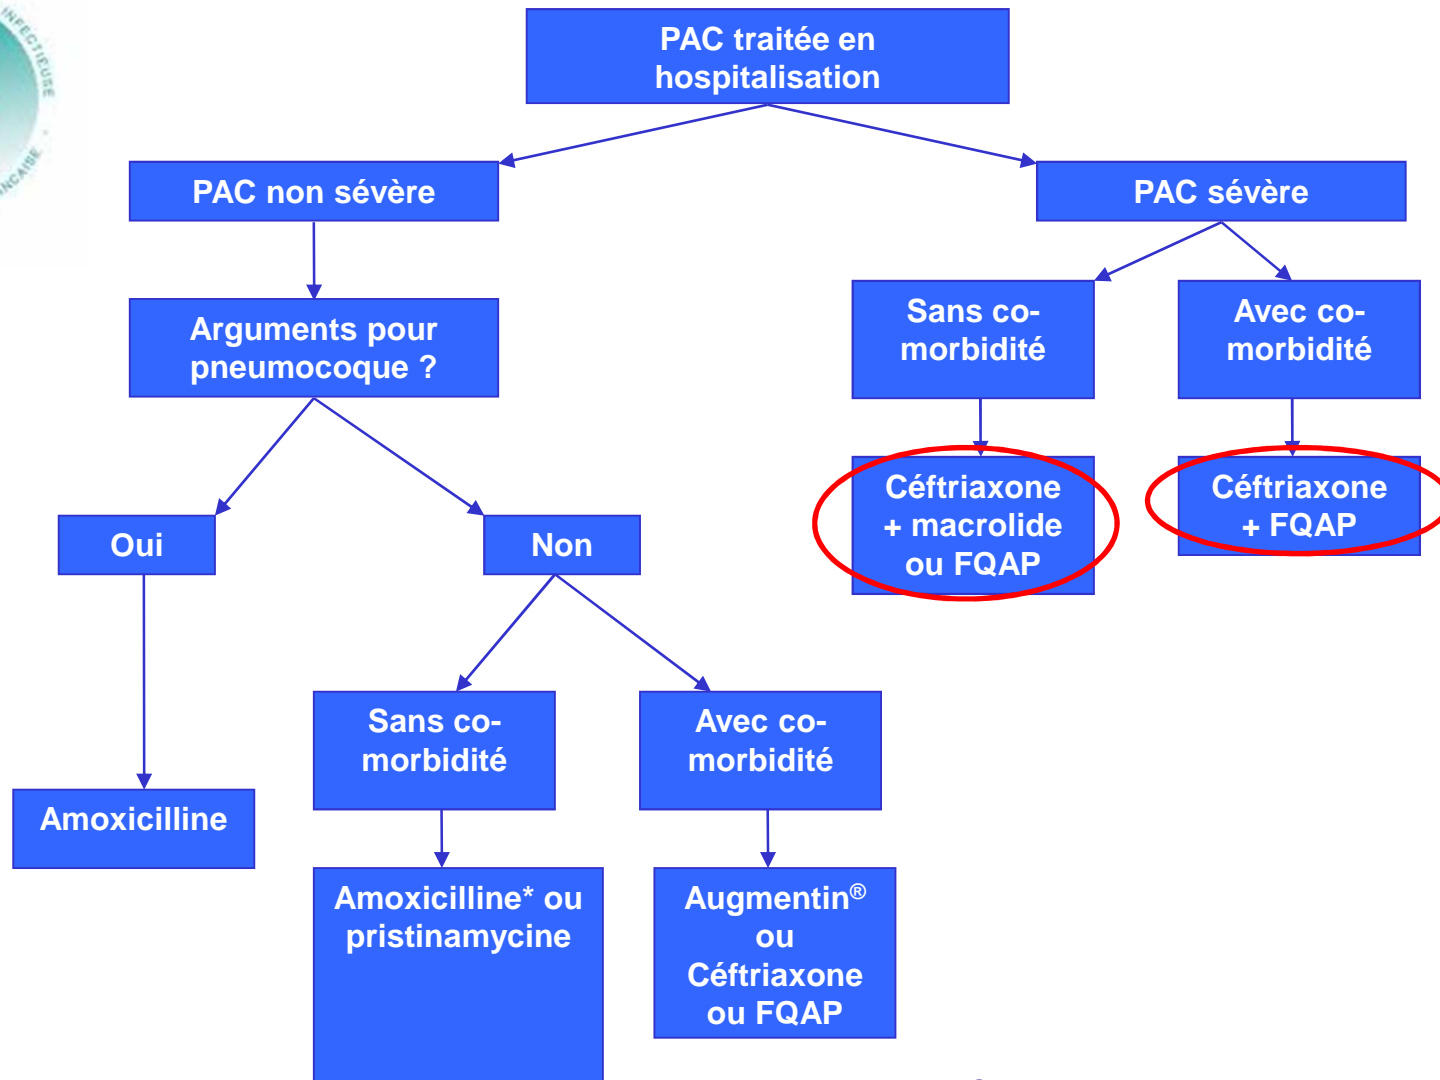 INFECTIEUSE
PAC traitée en
hospitalisation
PAC non sévère
PAC sévère
Arguments pour
pneumocoque ?
Sans co-
morbidité
Avec co-
morbidité
Céftriaxone
+ macrolide
ou FQAP
Céftriaxone
+ FQAP
Oui
Non
Sans co-
morbidité
Avec co-
morbidité
Amoxicilline
Amoxicilline* ou
pristinamycine
Augmentin®
ou
Céftriaxone
ou FQAP